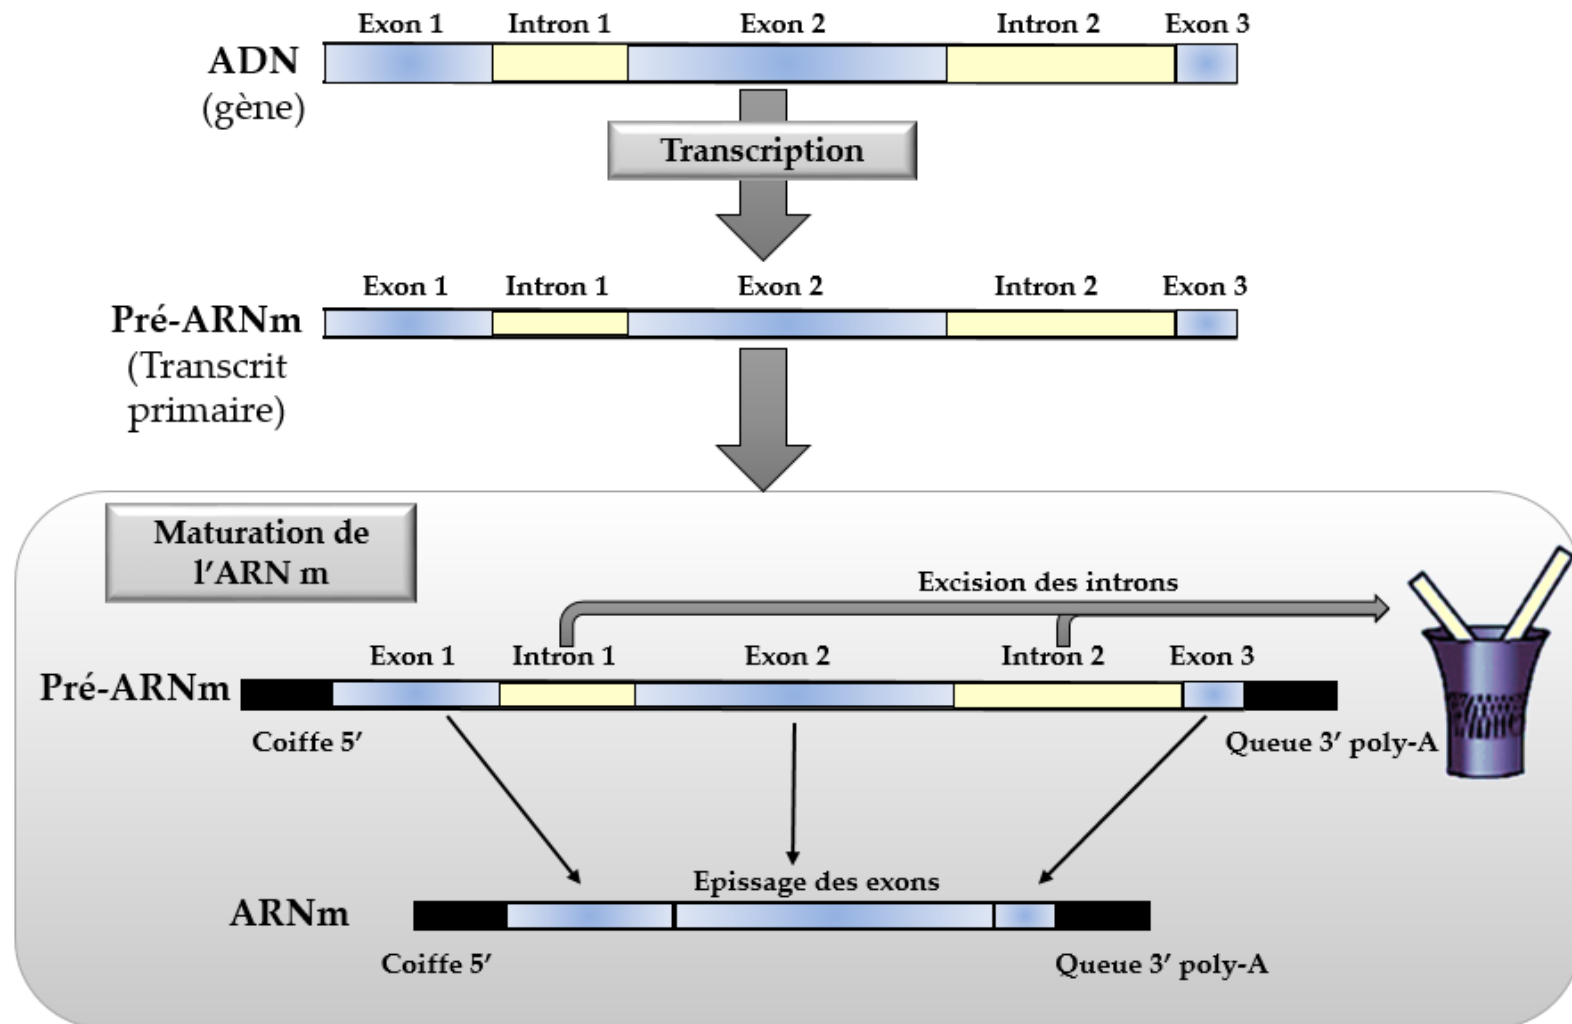 Exon 1 Intron 1 Exon 2 Intron 2 Exon 3
ADN
(gène)
Transcription
Exon 1 Intron 1 Exon 2 Intron 2 Exon 3
Pré-ARNm
(Transcrit
primaire)
Maturation de
l'ARN m
Excision des introns
Exon 1 Intron 1 Exon 2 Intron 2 Exon 3
Pré-ARNm
Coiffe 5' Queue 3' poly-A
Epissage des exons
ARNm
Coiffe 5' Queue 3' poly-A